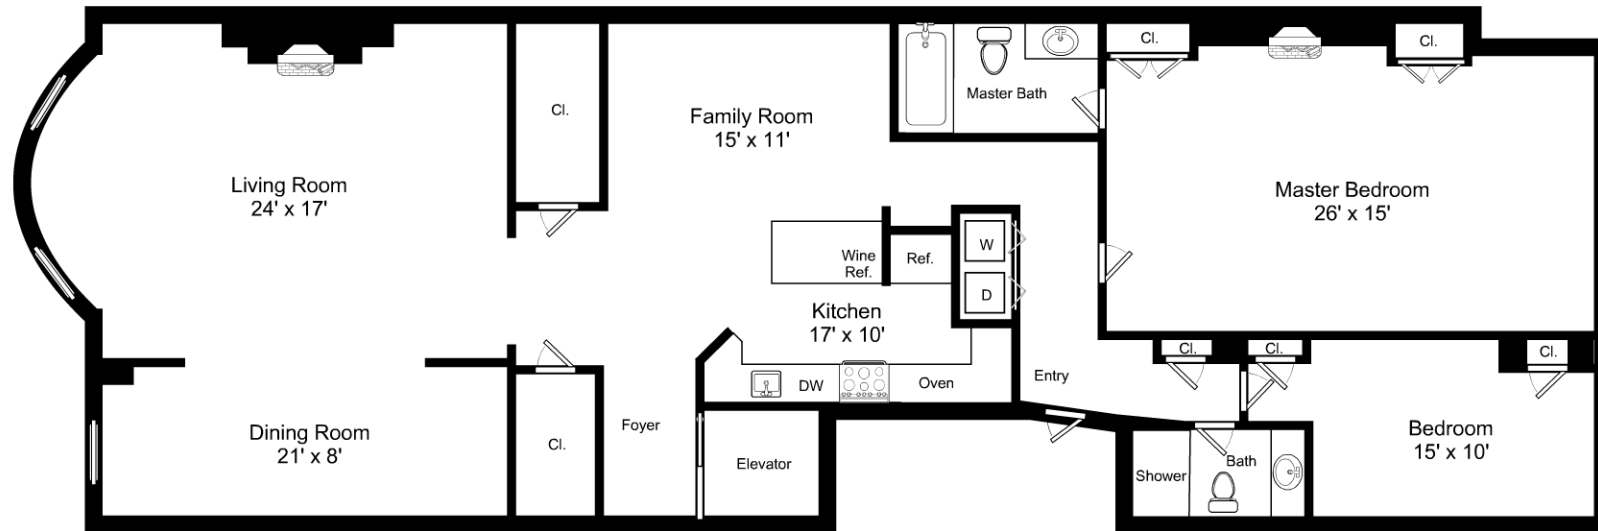 Living Room
24' x 17'
Cl.
Family Room
15' x 11'
Master Bath
Cl.
Cl.
Master Bedroom
26' x 15'
Wine
Ref.
Ref.
W
D
Kitchen
17' x 10'
DW
Oven
Entry
Cl.
Cl.
Cl.
Dining Room
21' x 8'
Cl.
Foyer
Elevator
Shower
Bath
Bedroom
15' x 10'